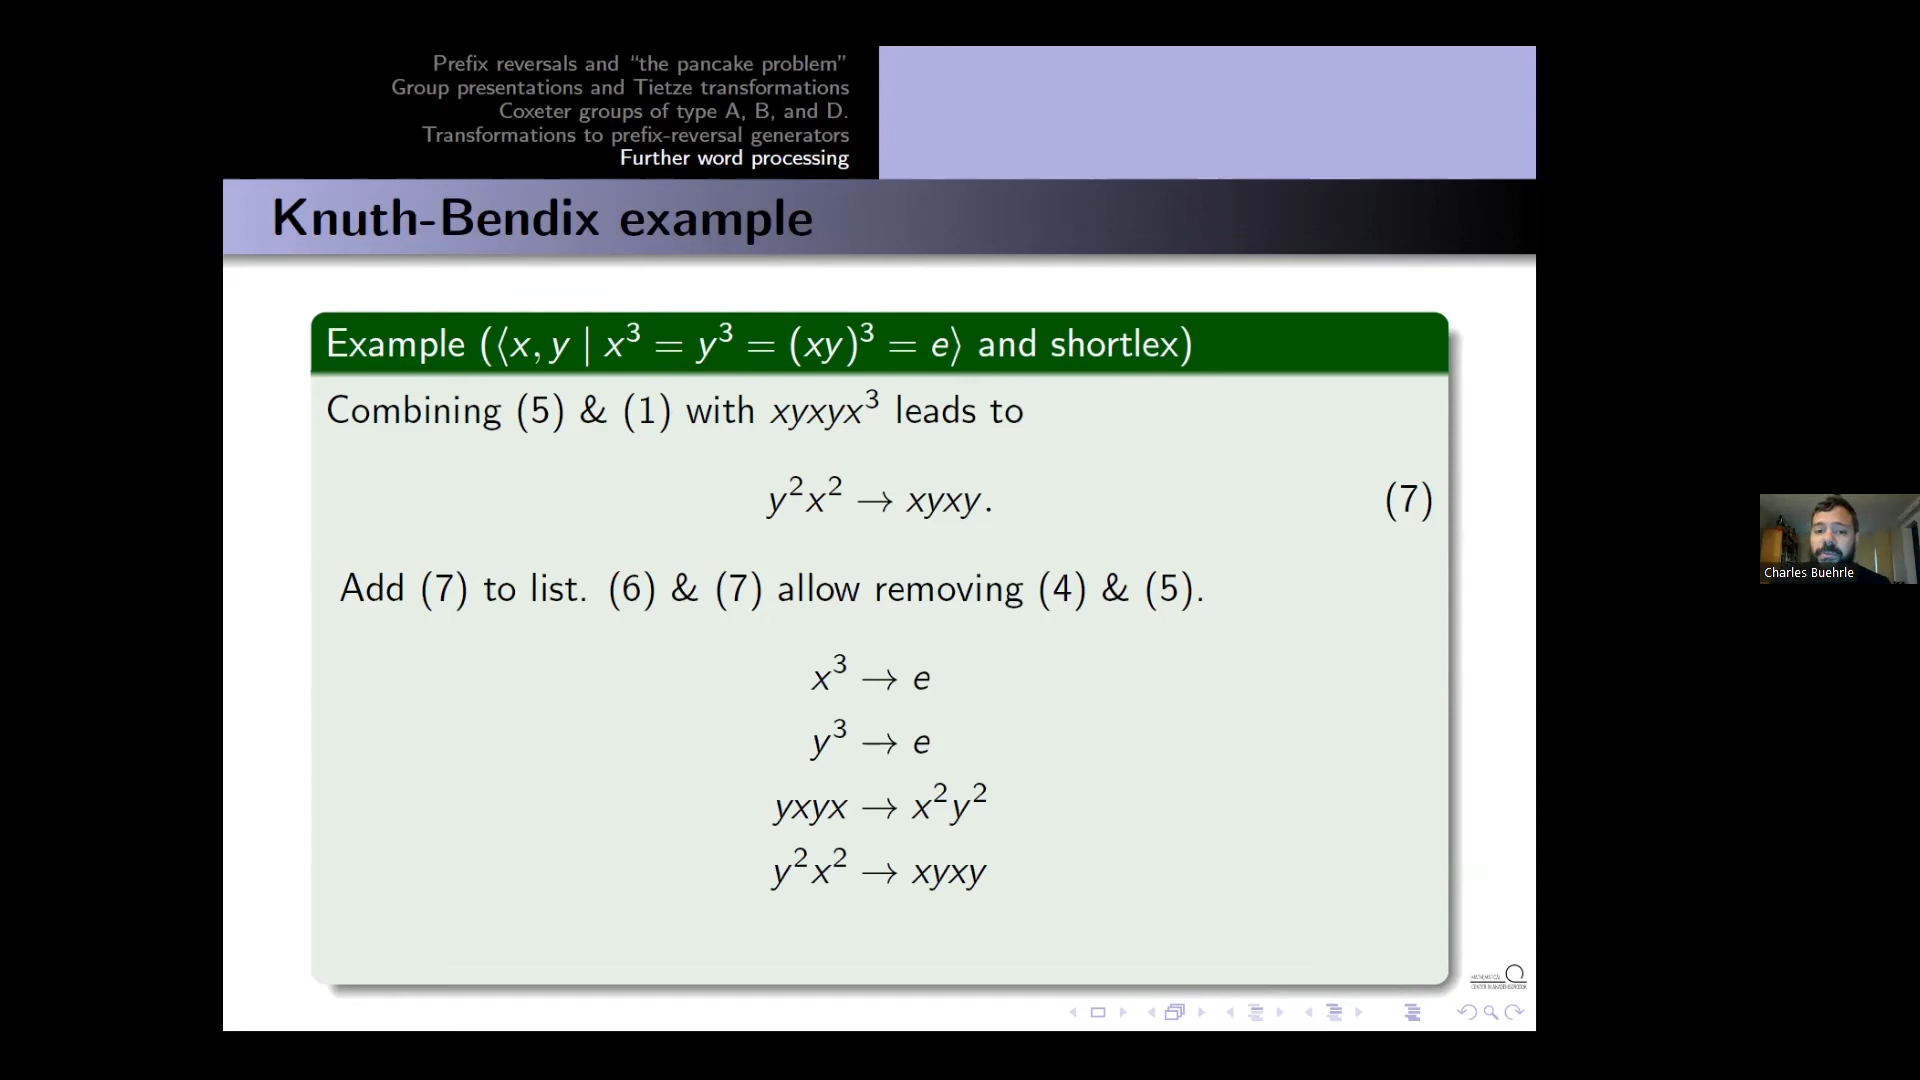 Prefix reversals and “the pancake problem”
Group presentations and Tietze transformations
Coxeter groups of type A, B, and D.
Transformations to prefix-reversal generators
Further word processing
Knuth-Bendix example
Example (⟨x, y | x³ = y³ = (xy)³ = e⟩ and shortlex)
Combining (5) & (1) with xyxyx³ leads to
y²x² → xyxy. (7)
Add (7) to list. (6) & (7) allow removing (4) & (5).
x³ → e
y³ → e
yxyx → x²y²
y²x² → xyxy
Charles Buehrle